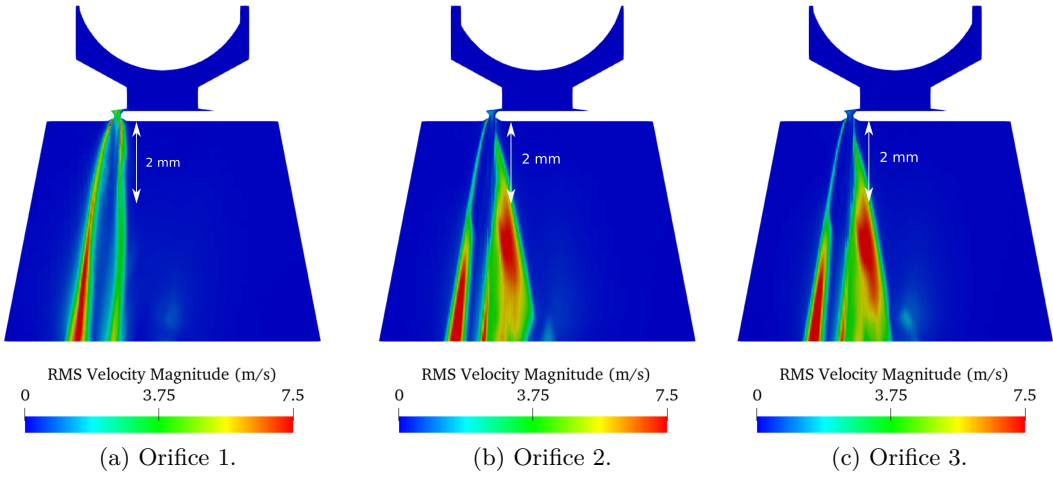 2 mm
2 mm
2 mm
RMS Velocity Magnitude (m/s)
0 3.75 7.5
RMS Velocity Magnitude (m/s)
0 3.75 7.5
RMS Velocity Magnitude (m/s)
0 3.75 7.5
(a) Orifice 1.
(b) Orifice 2.
(c) Orifice 3.